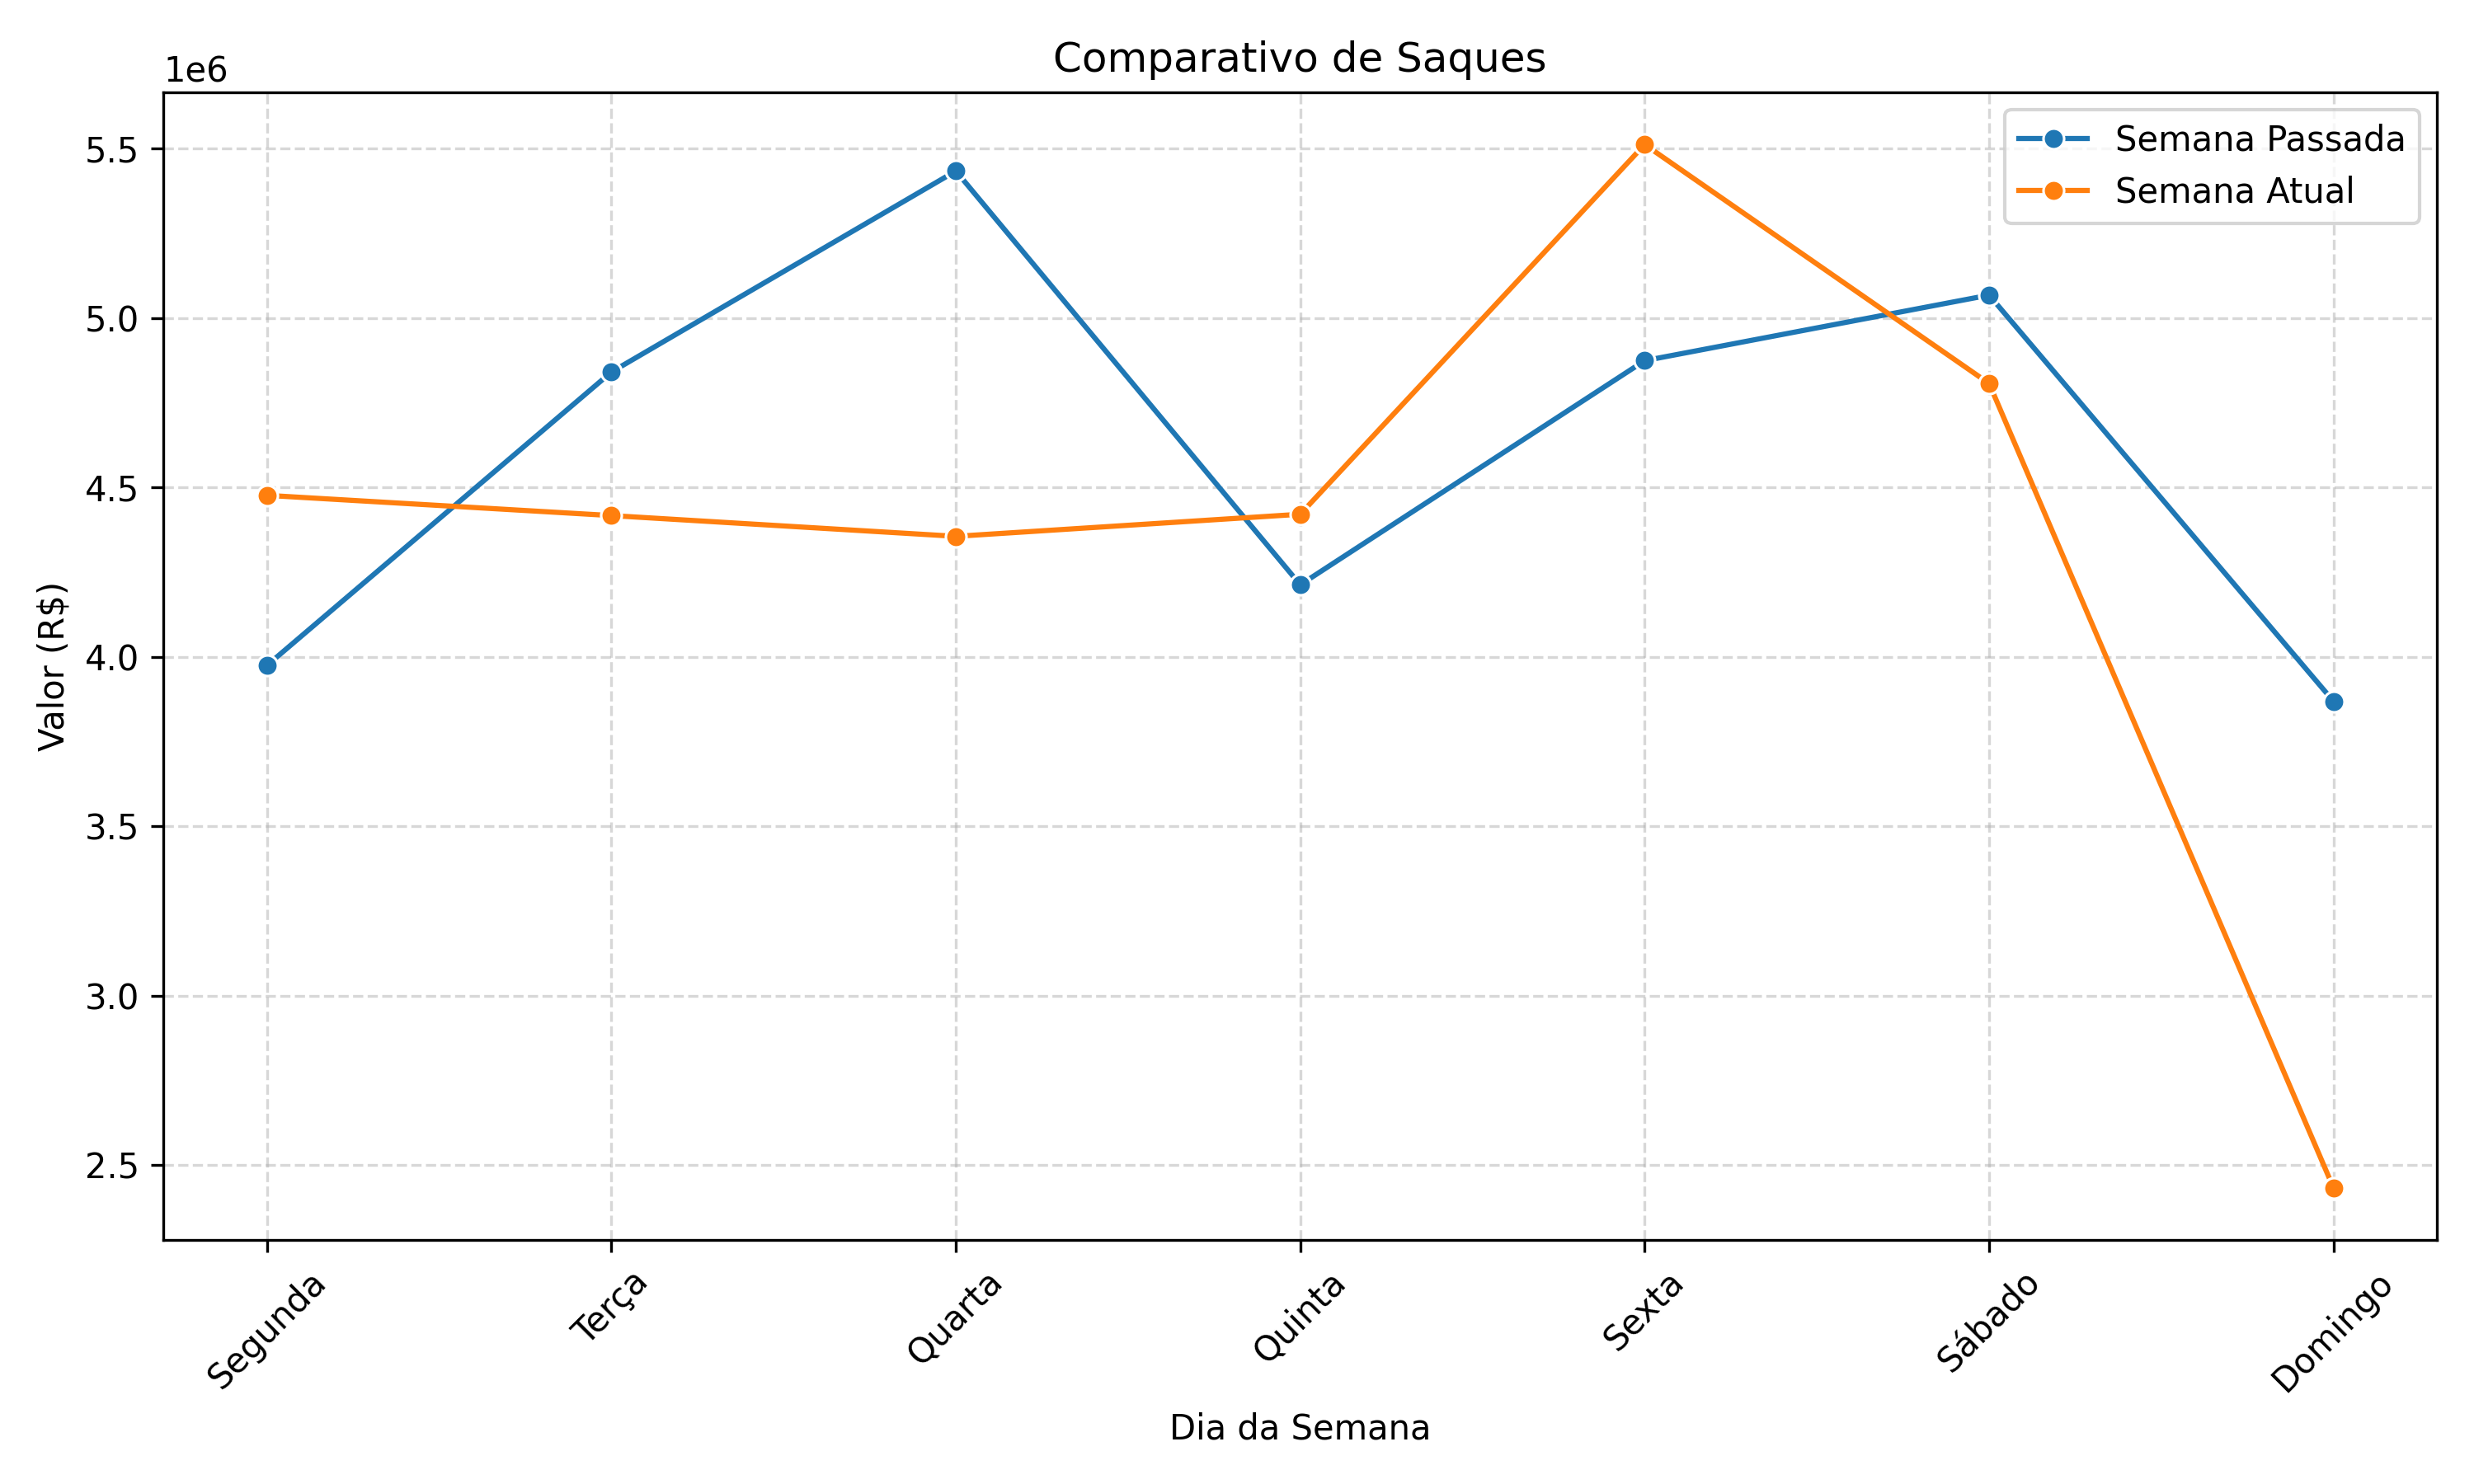 Comparativo de Saques
1e6
Semana Passada
Semana Atual
5.5
5.0
4.5
4.0
3.5
3.0
2.5
Valor (R$)
Segunda
Terça
Quarta
Quinta
Sexta
Sábado
Domingo
Dia da Semana